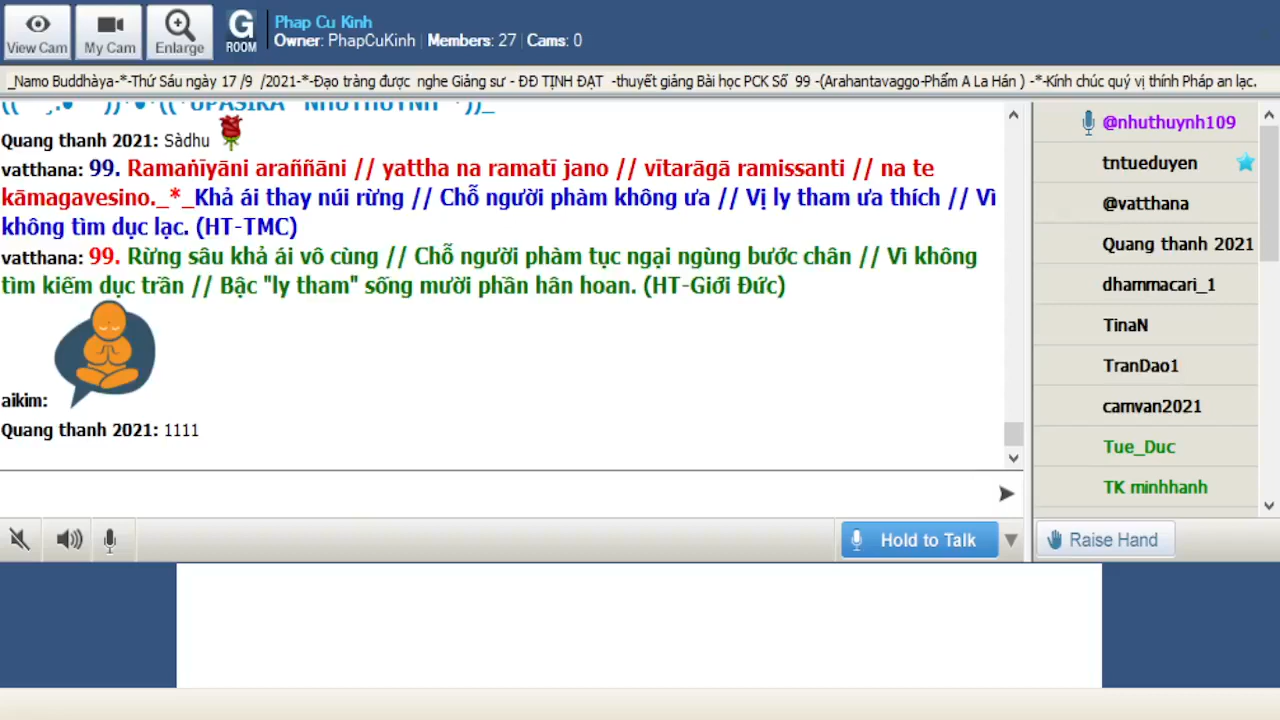 View Cam
My Cam
Enlarge
G
ROOM
Phap Cu Kinh
Owner: PhapCuKinh | Members: 27 | Cams: 0
_Namo Buddhàya-*-Thứ Sáu ngày 17 /9 /2021-*-Đạo tràng được nghe Giảng sư - ĐĐ TỊNH ĐẠT -thuyết giảng Bài học PCK Số 99 -(Arahantavaggo-Phẩm A La Hán ) -*-Kính chúc quý vị thính Pháp an lạc.
Quang thanh 2021: Sàdhu
vatthana: 99. Ramaṅīyāni araññāni // yattha na ramatī jano // vītarāgā ramissanti // na te
kāmagavesino._*_Khả ái thay núi rừng // Chỗ người phàm không ưa // Vị ly tham ưa thích // Vì
không tìm dục lạc. (HT-TMC)
vatthana: 99. Rừng sâu khả ái vô cùng // Chỗ người phàm tục ngại ngùng bước chân // Vì không
tìm kiếm dục trần // Bậc "ly tham" sống mười phần hân hoan. (HT-Giới Đức)
aikim:
Quang thanh 2021: 1111
Hold to Talk
@nhuthuynh109
tntueduyen
@vatthana
Quang thanh 2021
dhammacari_1
TinaN
TranDao1
camvan2021
Tue_Duc
TK minhhanh
Raise Hand